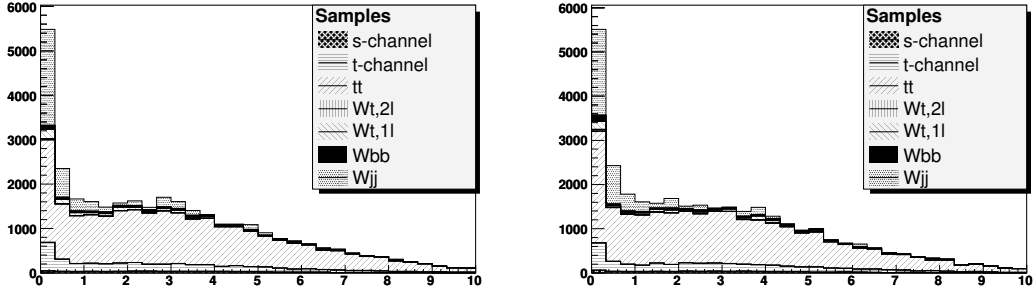 6000
5000
4000
3000
2000
1000
0
0 1 2 3 4 5 6 7 8 9 10
Samples
s-channel
t-channel
tt
Wt,2l
Wt,1l
Wbb
Wjj
6000
5000
4000
3000
2000
1000
0
0 1 2 3 4 5 6 7 8 9 10
Samples
s-channel
t-channel
tt
Wt,2l
Wt,1l
Wbb
Wjj